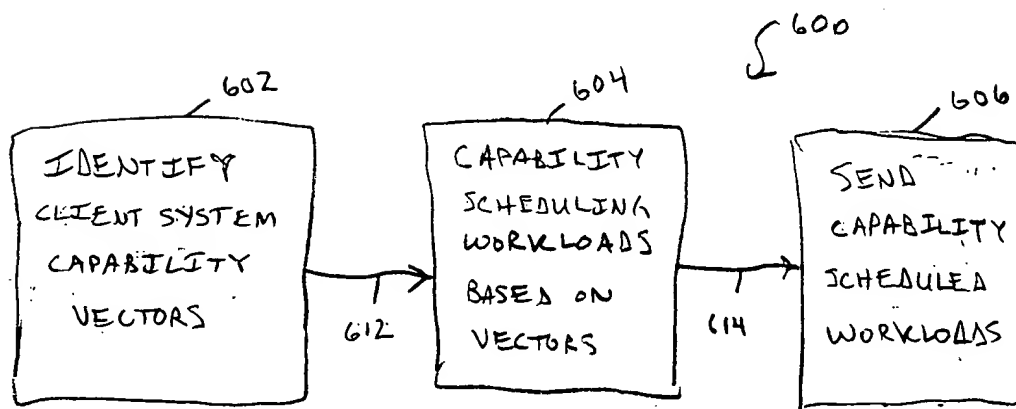 600
602
604
606
IDENTIFY
CLIENT SYSTEM
CAPABILITY
VECTORS
612
CAPABILITY
SCHEDULING
WORKLOADS
BASED ON
VECTORS
614
SEND
CAPABILITY
SCHEDULED
WORKLOADS